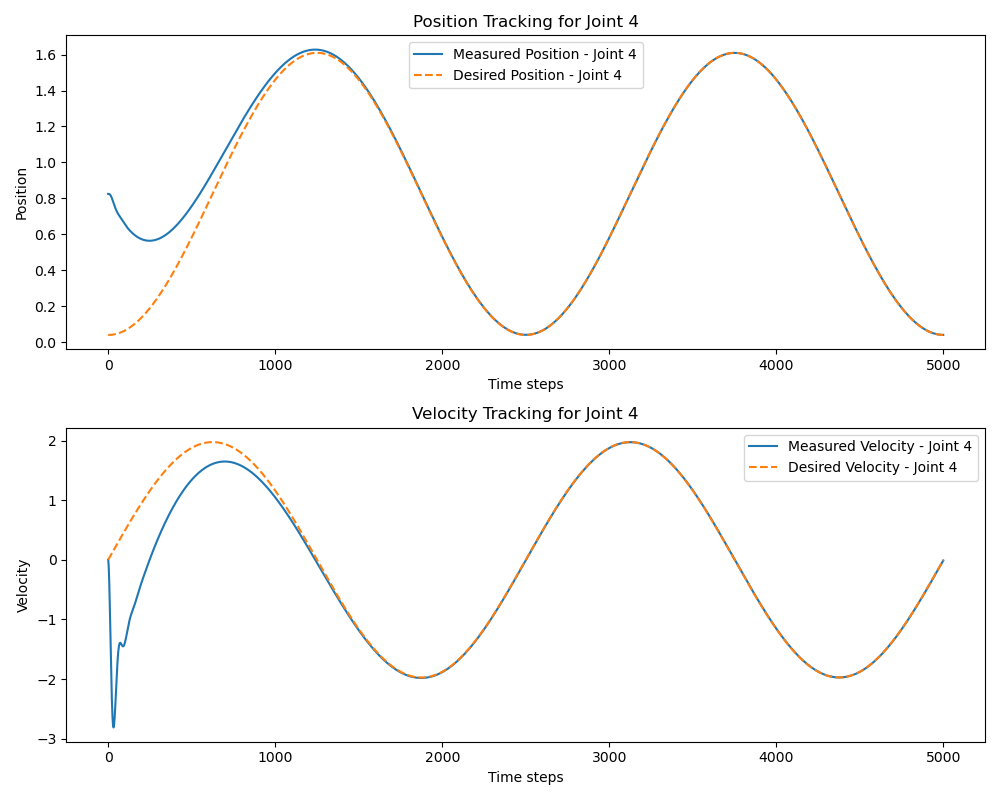 Position Tracking for Joint 4
Measured Position - Joint 4
Desired Position - Joint 4
Position
1.6
1.4
1.2
1.0
0.8
0.6
0.4
0.2
0.0
0 1000 2000 3000 4000 5000
Time steps
Velocity Tracking for Joint 4
Measured Velocity - Joint 4
Desired Velocity - Joint 4
Velocity
2
1
0
−1
−2
−3
0 1000 2000 3000 4000 5000
Time steps